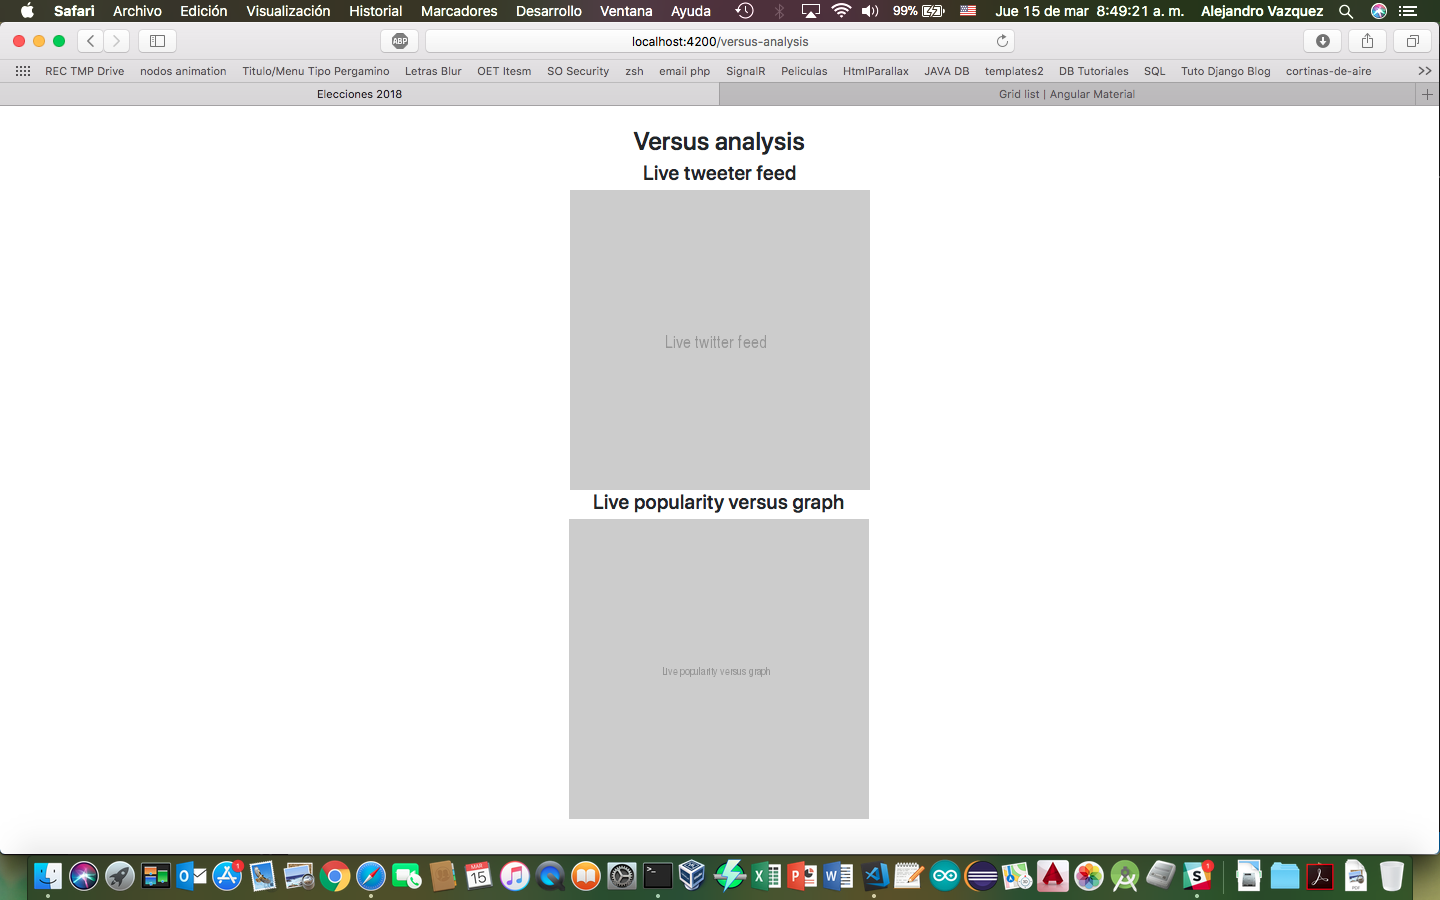 Safari Archivo Edición Visualización Historial Marcadores Desarrollo Ventana Ayuda 99% Jue 15 de mar 8:49:21 a. m. Alejandro Vazquez
ABP localhost:4200/versus-analysis
REC TMP Drive nodos animation Titulo/Menu Tipo Pergamino Letras Blur OET Itesm SO Security zsh email php SignalR Peliculas HtmlParallax JAVA DB templates2 DB Tutoriales SQL Tuto Django Blog cortinas-de-aire
Elecciones 2018 Grid list | Angular Material
Versus analysis
Live tweeter feed
Live twitter feed
Live popularity versus graph
Live popularity versus graph
1
MAR
15
1